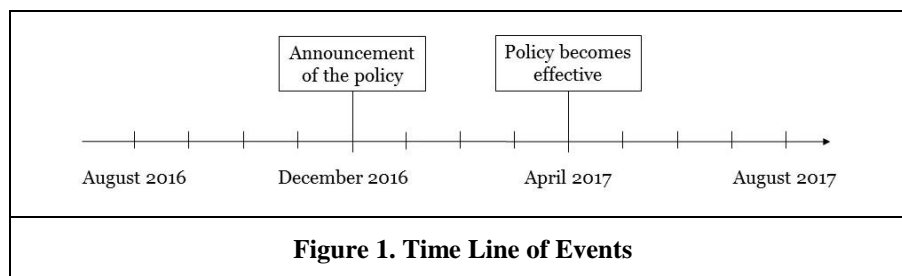 Announcement
of the policy
Policy becomes
effective
August 2016
December 2016
April 2017
August 2017
Figure 1. Time Line of Events